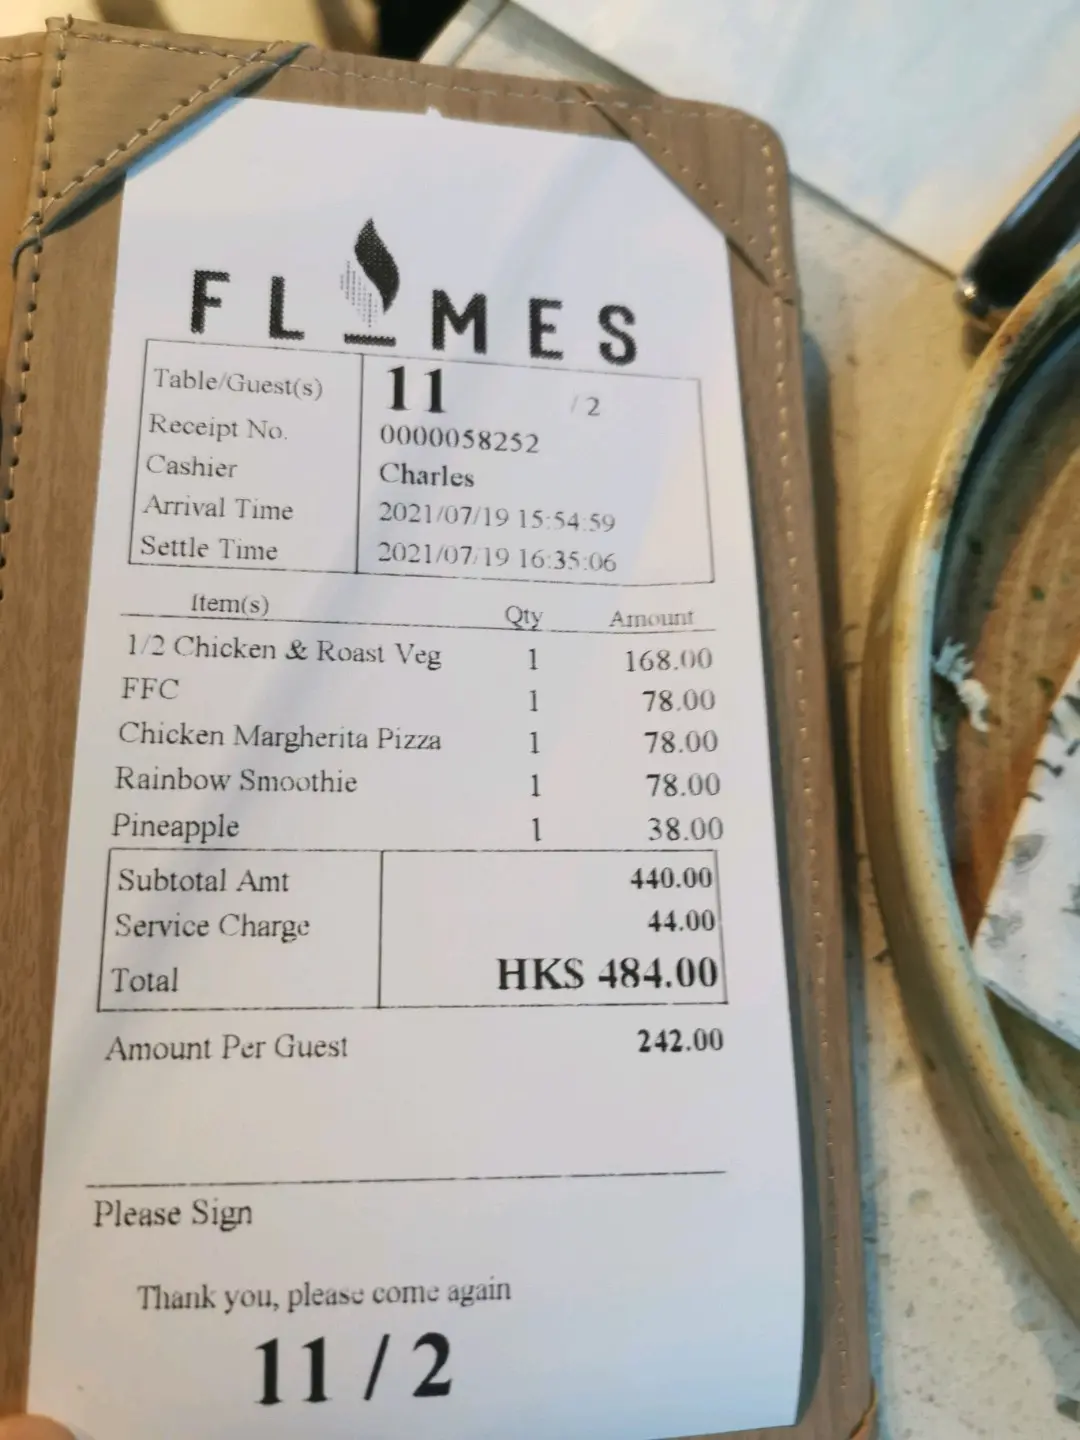 FLAMES
Table/Guest(s) 11 / 2
Receipt No. 0000058252
Cashier Charles
Arrival Time 2021/07/19 15:54:59
Settle Time 2021/07/19 16:35:06
Item(s) Qty Amount
1/2 Chicken & Roast Veg 1 168.00
FFC 1 78.00
Chicken Margherita Pizza 1 78.00
Rainbow Smoothie 1 78.00
Pineapple 1 38.00
Subtotal Amt 440.00
Service Charge 44.00
Total HK$ 484.00
Amount Per Guest 242.00
Please Sign
Thank you, please come again
11 / 2